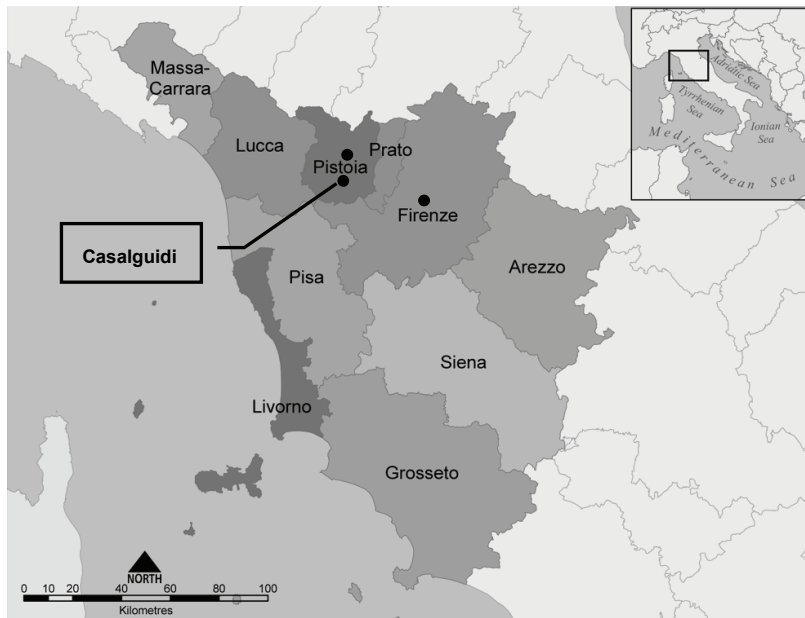 Massa-
Carrara
Lucca
Prato
Pistoia
Firenze
Casalguidi
Pisa
Arezzo
Siena
Livorno
Grosseto
NORTH
0 10 20 40 60 80 100
Kilometres
Adriatic Sea
Tyrrhenian
Sea
Ionian
Sea
Mediterranean Sea